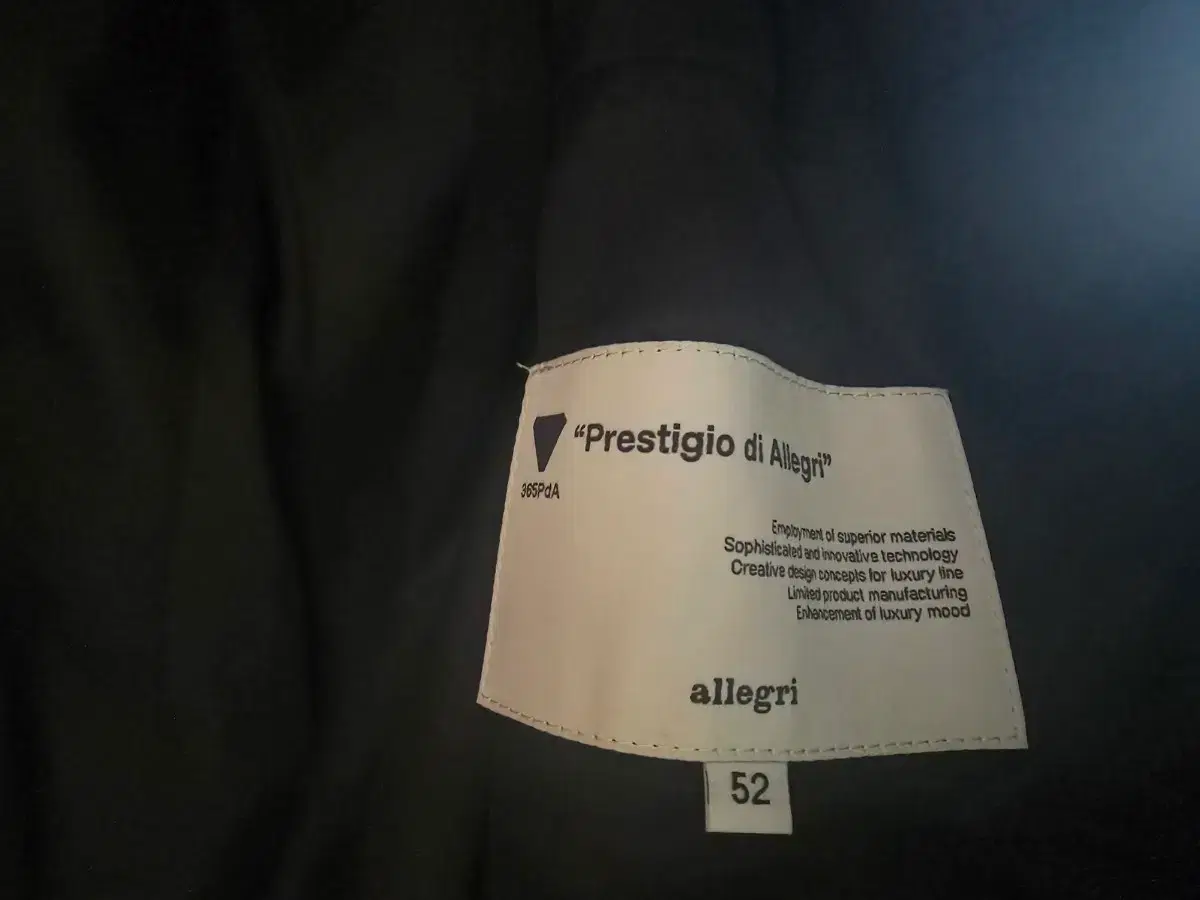 “Prestigio di Allegri”
365PdA
Employment of superior materials
Sophisticated and innovative technology
Creative design concepts for luxury line
Limited product manufacturing
Enhancement of luxury mood
allegri
52